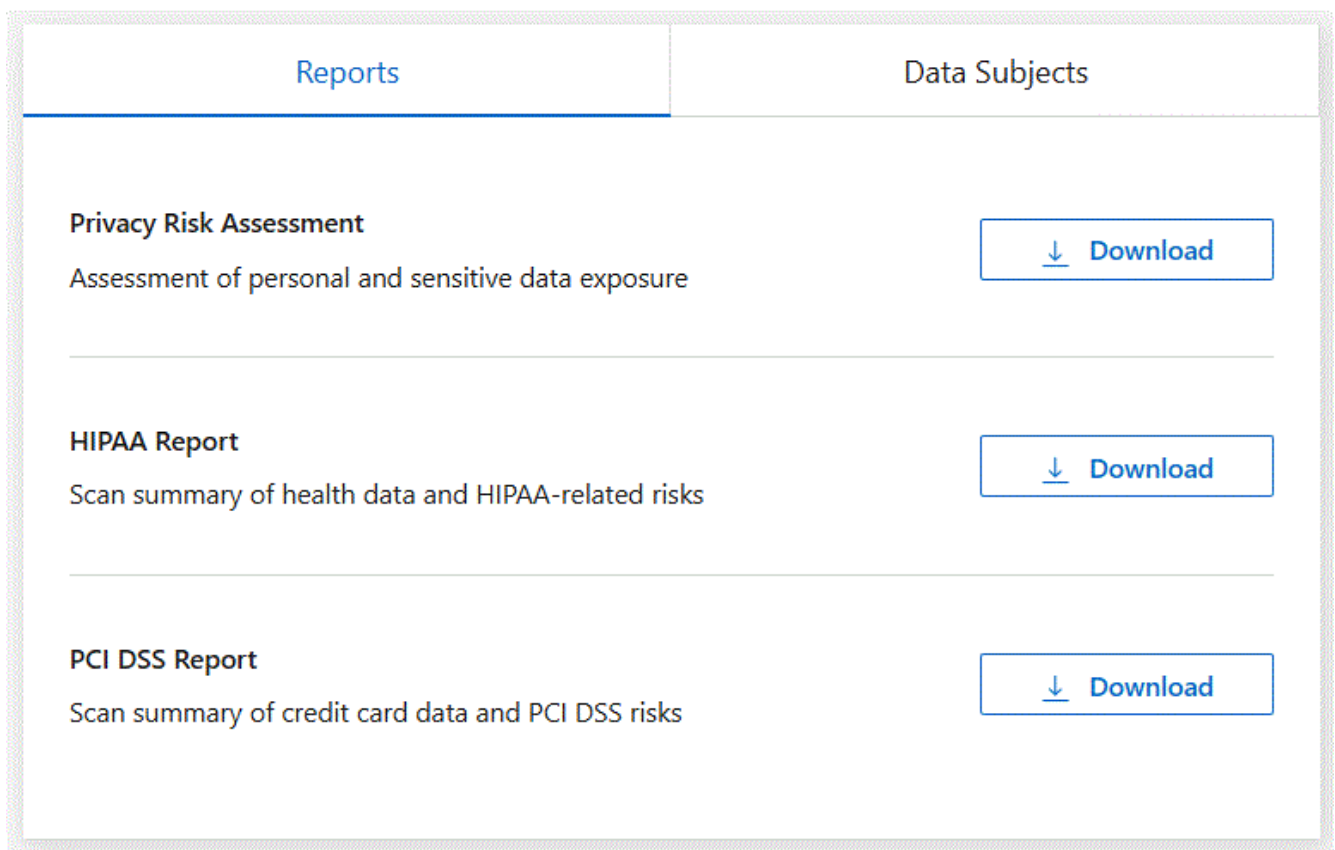 Reports
Data Subjects
Privacy Risk Assessment
Download
Assessment of personal and sensitive data exposure
HIPAA Report
Download
Scan summary of health data and HIPAA-related risks
PCI DSS Report
Download
Scan summary of credit card data and PCI DSS risks